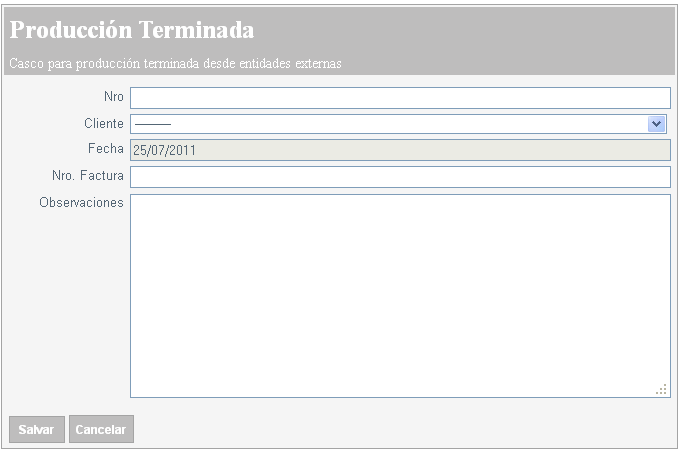 Producción Terminada
Casco para producción terminada desde entidades externas
Nro
Cliente ---------
Fecha 25/07/2011
Nro. Factura
Observaciones
Salvar Cancelar